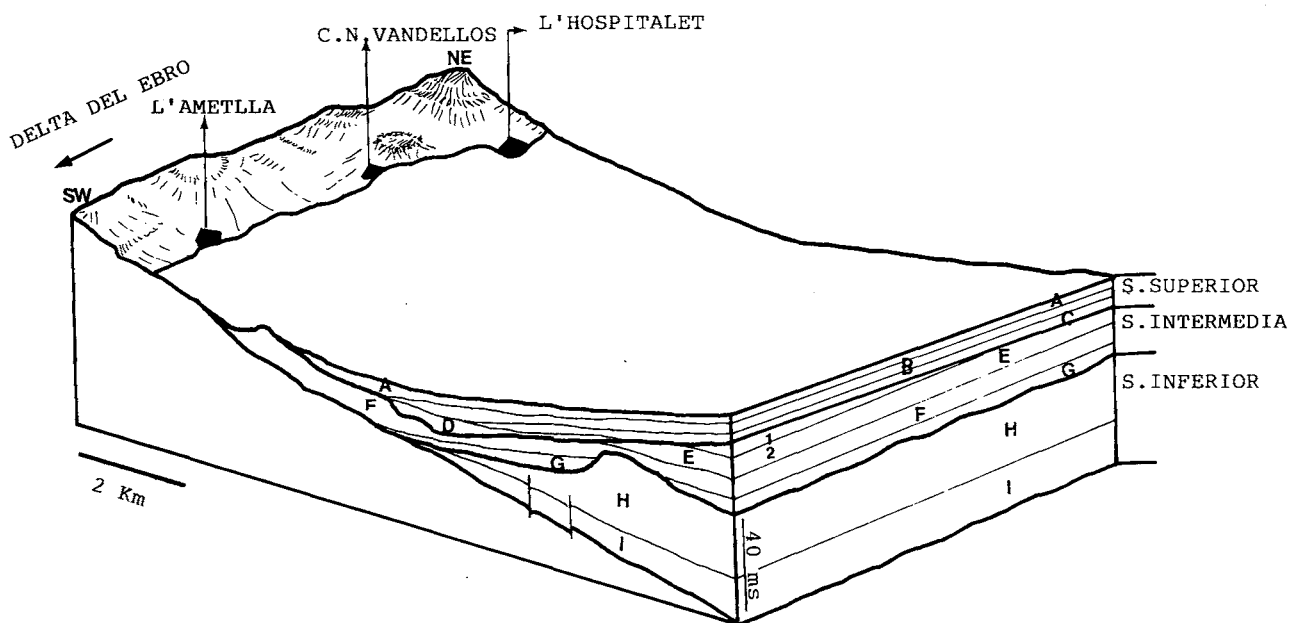 L'HOSPITALET
C.N.VANDELLOS
NE
DELTA DEL EBRO
L'AMETLLA
SW
S.SUPERIOR
A
C
S.INTERMEDIA
B
B
E
G
S.INFERIOR
A
F
F
D
1
2
E
H
G
H
I
I
2 Km
40 ms